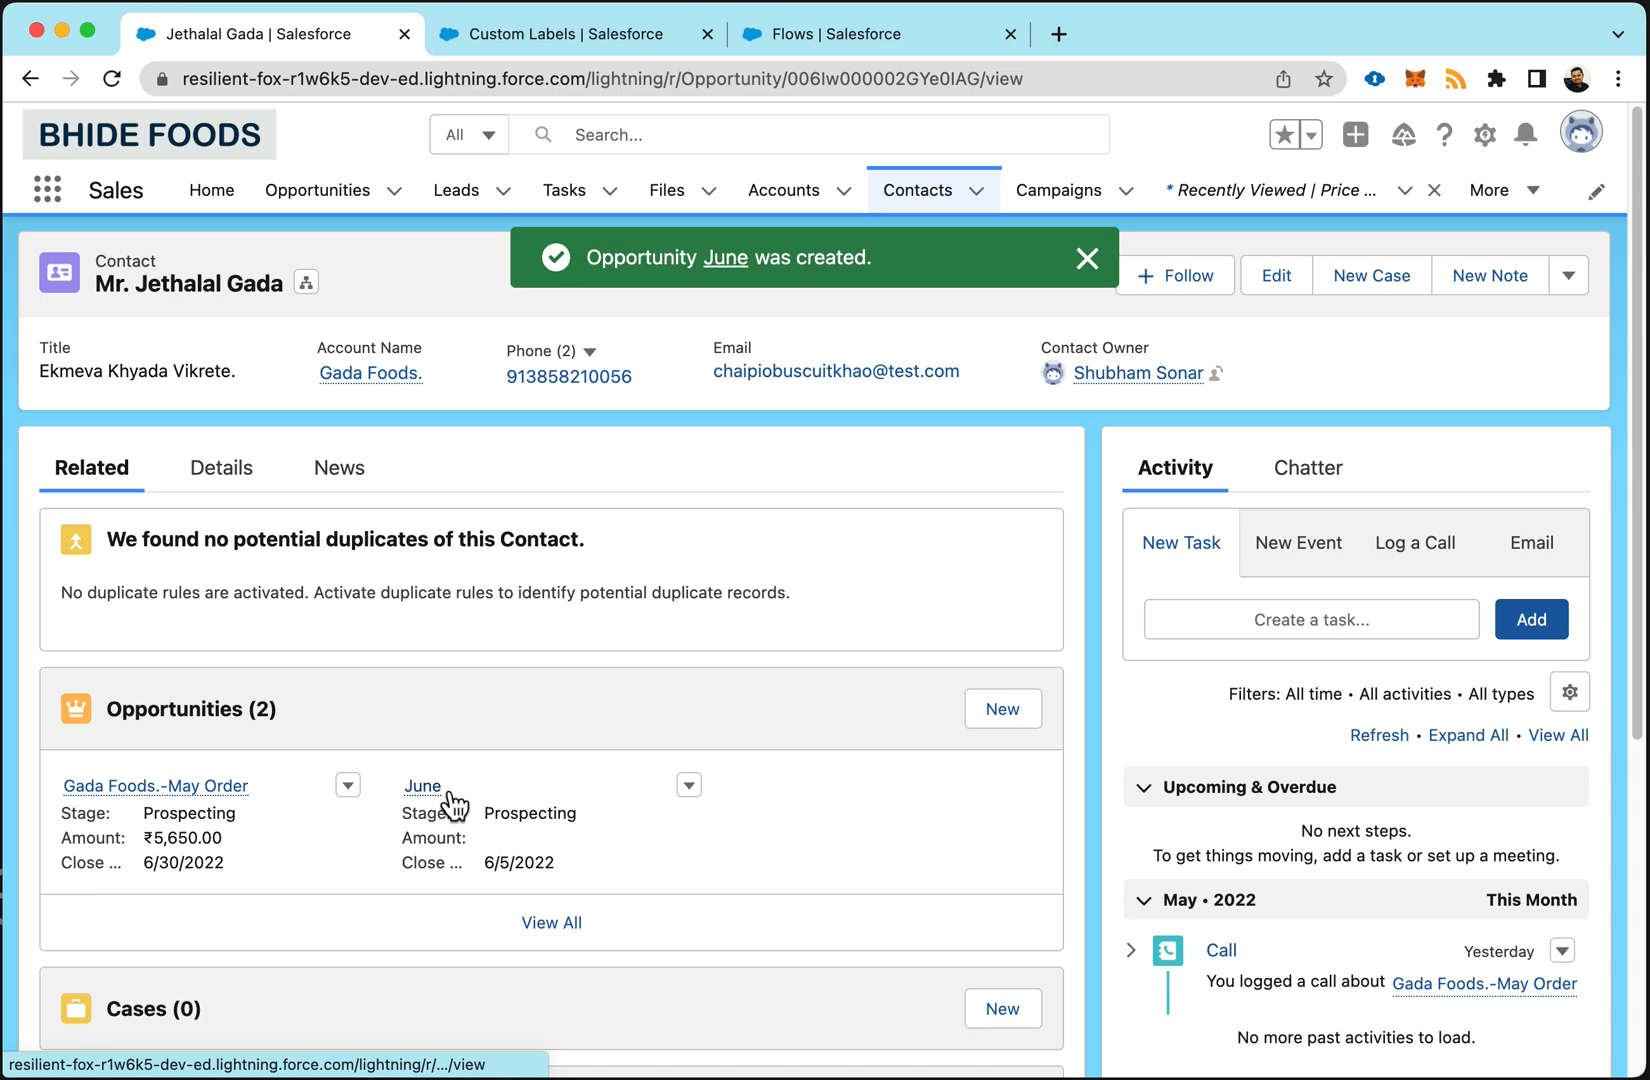 Jethalal Gada | Salesforce
Custom Labels | Salesforce
Flows | Salesforce
resilient-fox-r1w6k5-dev-ed.lightning.force.com/lightning/r/Opportunity/006Iw000002GYe0IAG/view
BHIDE FOODS
All
Search...
Sales
Home
Opportunities
Leads
Tasks
Files
Accounts
Contacts
Campaigns
* Recently Viewed | Price ...
More
Contact
Mr. Jethalal Gada
Opportunity June was created.
Follow
Edit
New Case
New Note
Title
Ekmeva Khyada Vikrete.
Account Name
Gada Foods.
Phone (2)
913858210056
Email
chaipiobuscuitkhao@test.com
Contact Owner
Shubham Sonar
Related
Details
News
We found no potential duplicates of this Contact.
No duplicate rules are activated. Activate duplicate rules to identify potential duplicate records.
Opportunities (2)
New
Gada Foods.-May Order
Stage: Prospecting
Amount: ₹5,650.00
Close ... 6/30/2022
June
Stage Prospecting
Amount:
Close ... 6/5/2022
View All
Cases (0)
New
Activity
Chatter
New Task
New Event
Log a Call
Email
Create a task...
Add
Filters: All time • All activities • All types
Refresh • Expand All • View All
Upcoming & Overdue
No next steps.
To get things moving, add a task or set up a meeting.
May • 2022
This Month
Call
Yesterday
You logged a call about Gada Foods.-May Order
No more past activities to load.
resilient-fox-r1w6k5-dev-ed.lightning.force.com/lightning/r/.../view